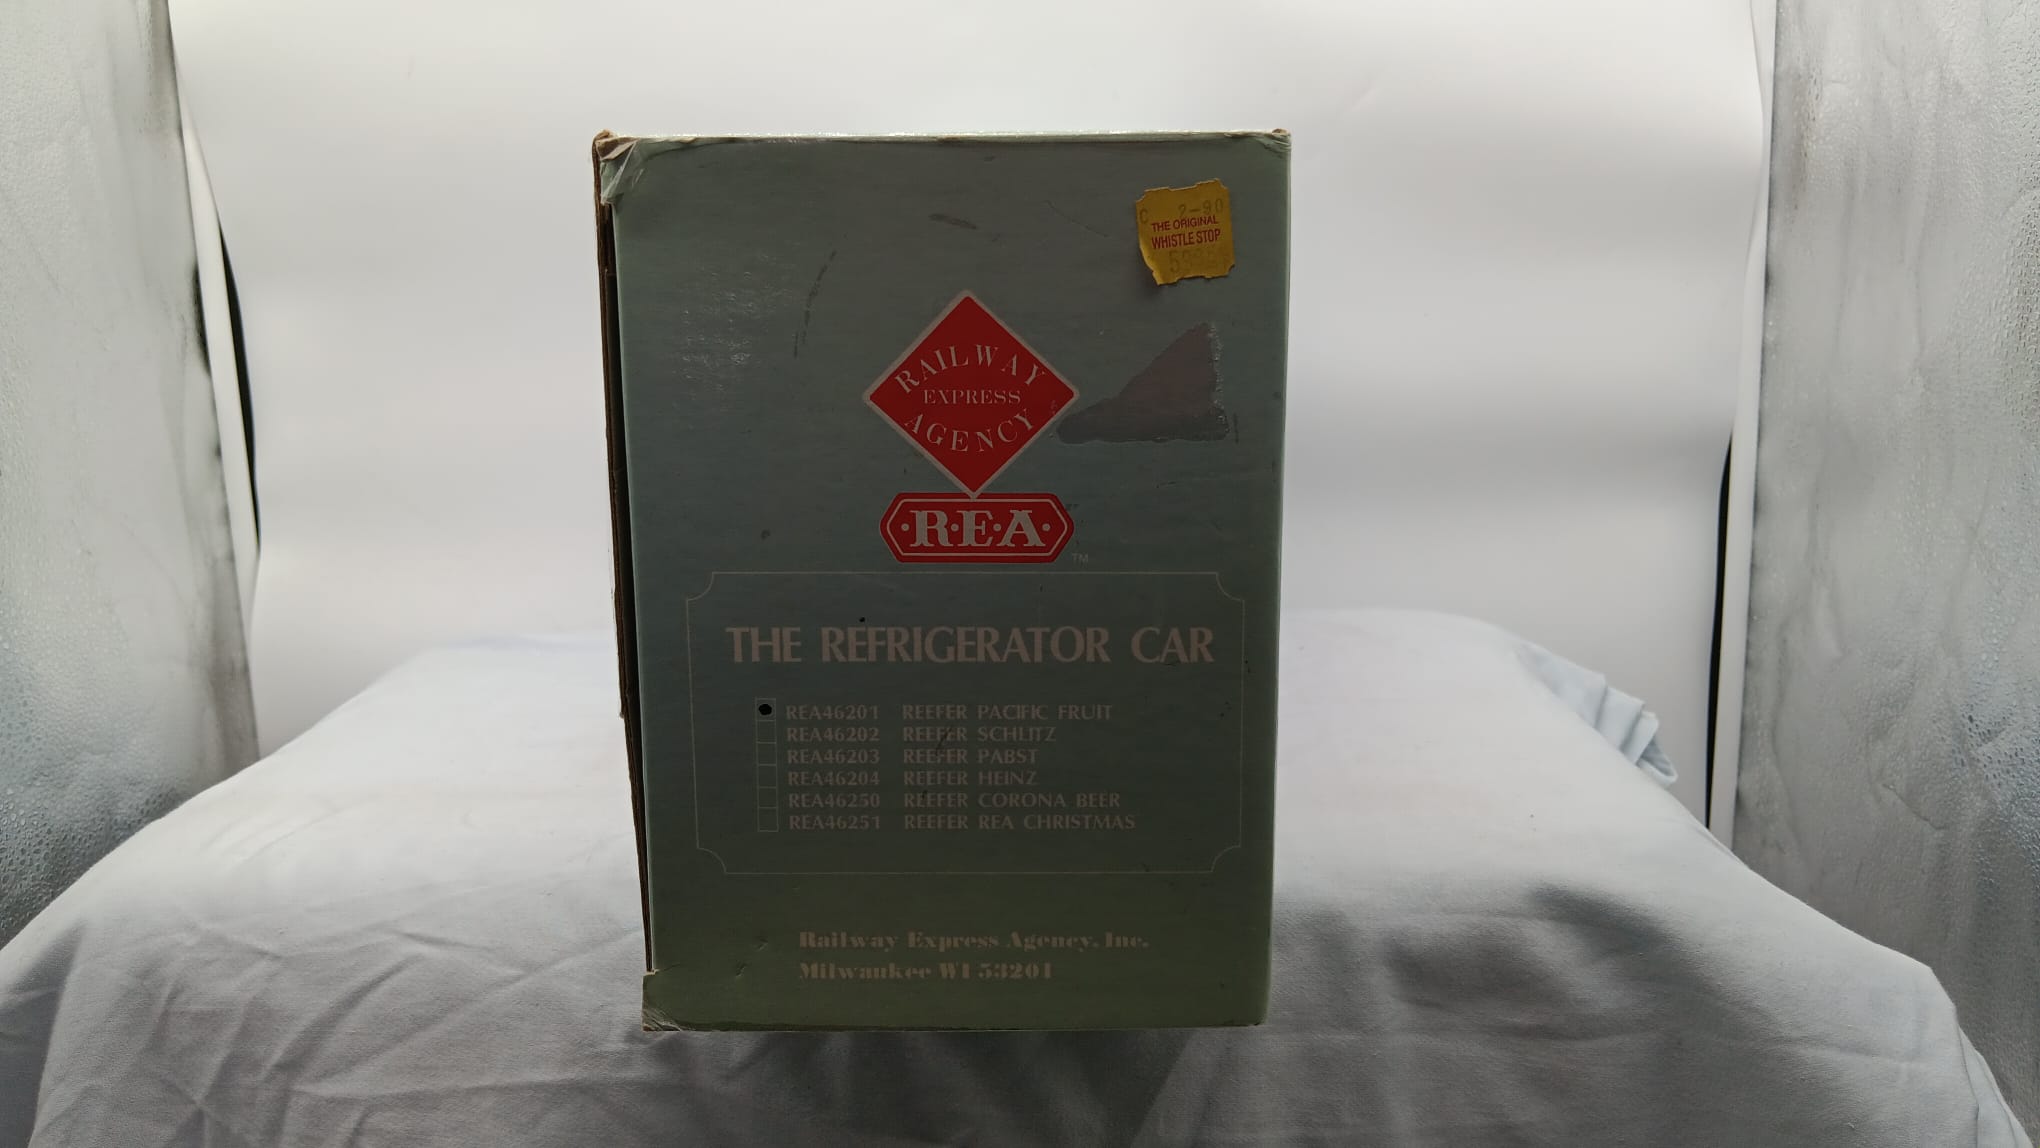 C 2-90
THE ORIGINAL
WHISTLE STOP
RAILWAY
EXPRESS
AGENCY
R·E·A
TM
THE REFRIGERATOR CAR
REA46201 REEFER PACIFIC FRUIT
REA46202 REEFER SCHLITZ
REA46203 REEFER PABST
REA46204 REEFER HEINZ
REA46250 REEFER CORONA BEER
REA46251 REEFER REA CHRISTMAS
Railway Express Agency, Inc.
Milwaukee WI 53201